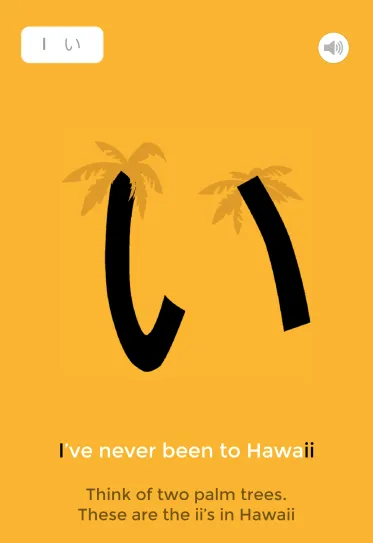 I い
い
I've never been to Hawaii
Think of two palm trees.
These are the ii's in Hawaii